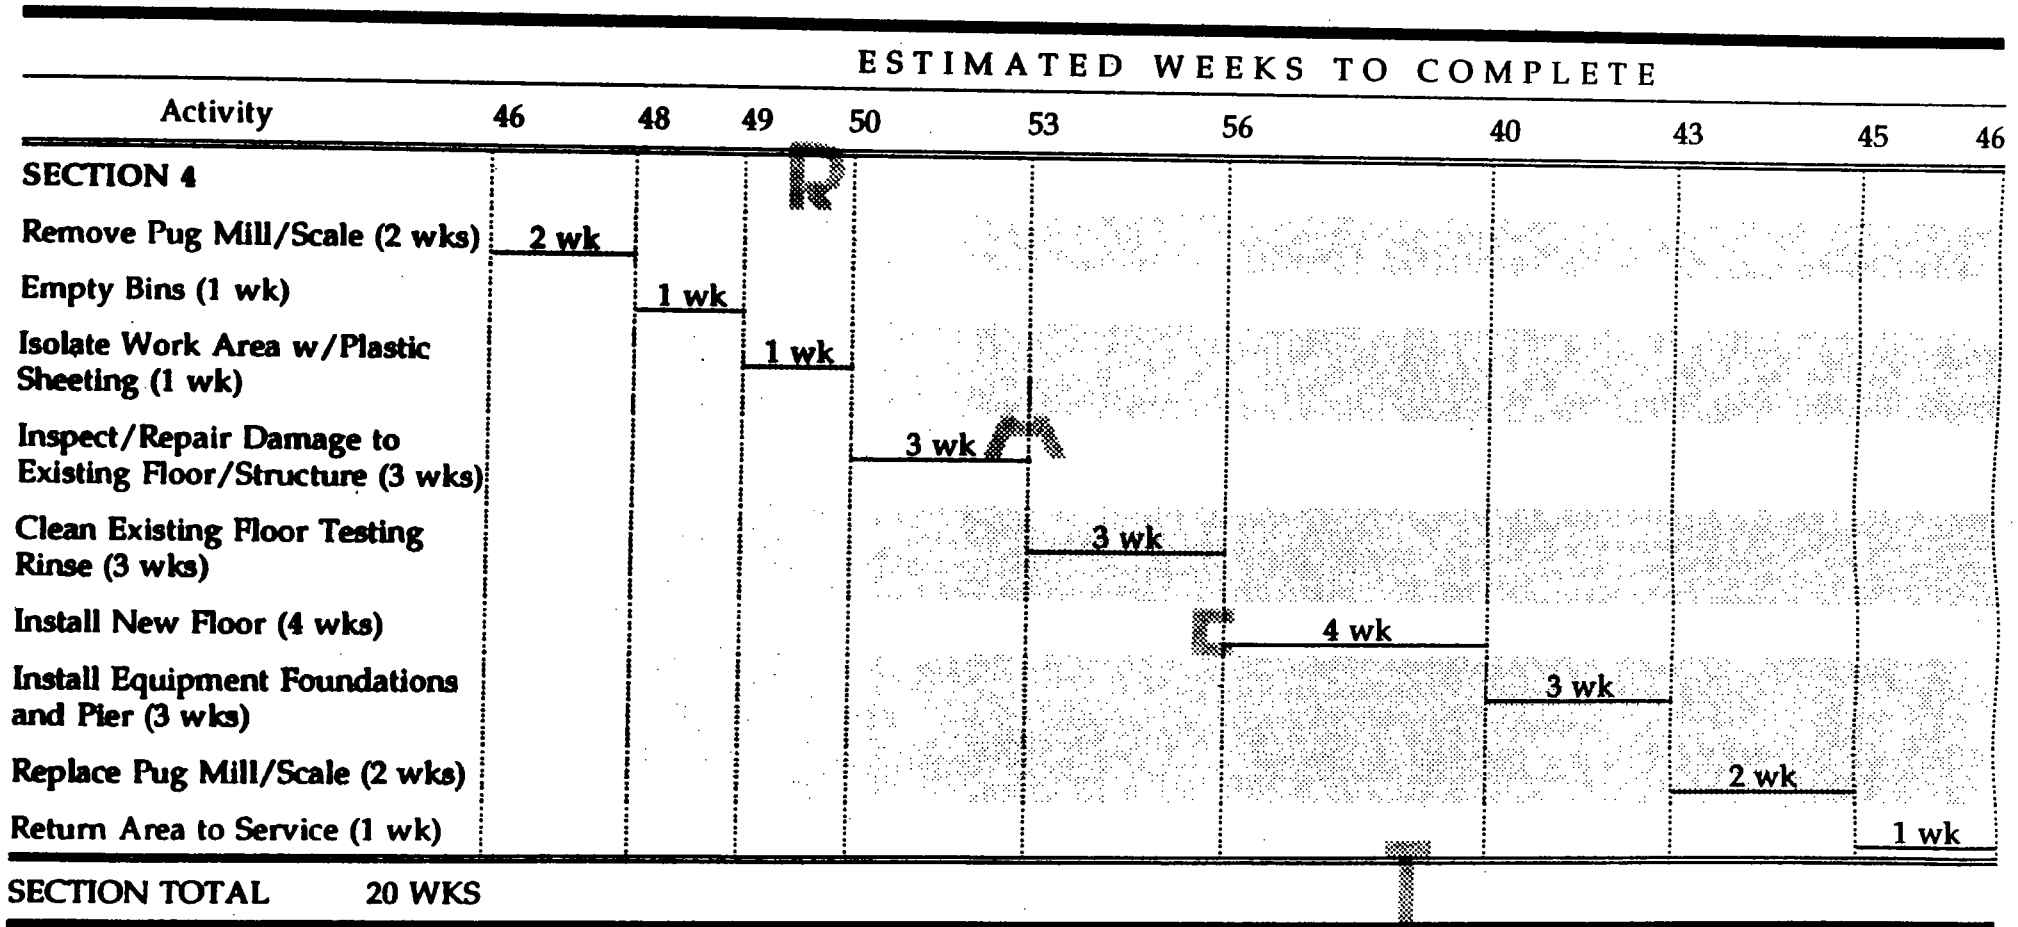 ESTIMATED WEEKS TO COMPLETE
Activity 46 48 49 50 53 56 40 43 45 46
SECTION 4
Remove Pug Mill/Scale (2 wks) 2 wk
Empty Bins (1 wk) 1 wk
Isolate Work Area w/Plastic
Sheeting (1 wk) 1 wk
Inspect/Repair Damage to
Existing Floor/Structure (3 wks) 3 wk
Clean Existing Floor Testing
Rinse (3 wks) 3 wk
Install New Floor (4 wks) 4 wk
Install Equipment Foundations
and Pier (3 wks) 3 wk
Replace Pug Mill/Scale (2 wks) 2 wk
Return Area to Service (1 wk) 1 wk
SECTION TOTAL 20 WKS